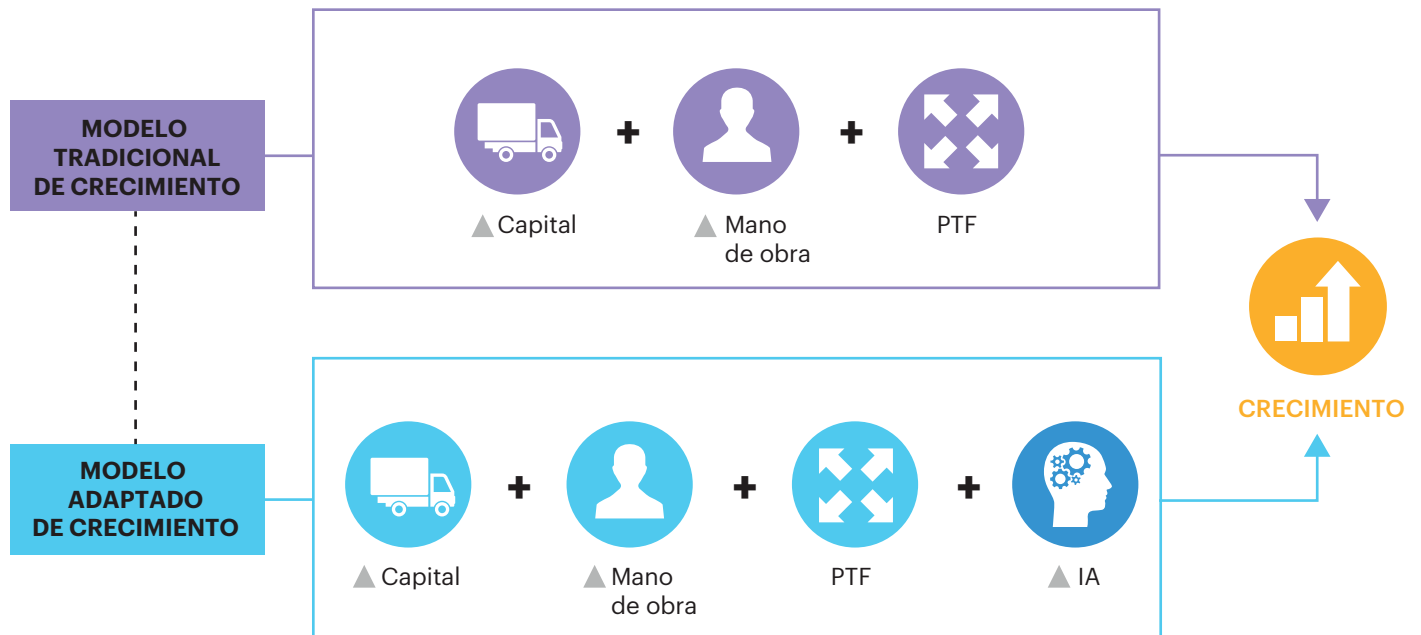 MODELO
TRADICIONAL
DE CRECIMIENTO
+
+
Capital
Mano
de obra
PTF
CRECIMIENTO
MODELO
ADAPTADO
DE CRECIMIENTO
+
+
+
Capital
Mano
de obra
PTF
IA